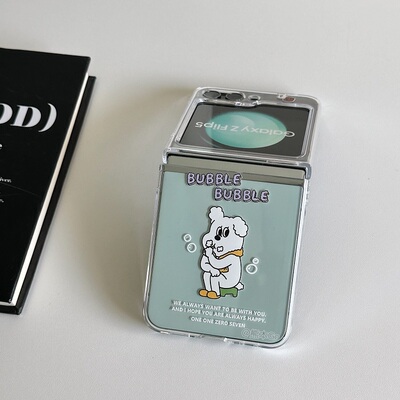 OD)
Galaxy Z Flip5
BUBBLE
BUBBLE
WE ALWAYS WANT TO BE WITH YOU.
AND I HOPE YOU ARE ALWAYS HAPPY.
ONE ONE ZERO SEVEN